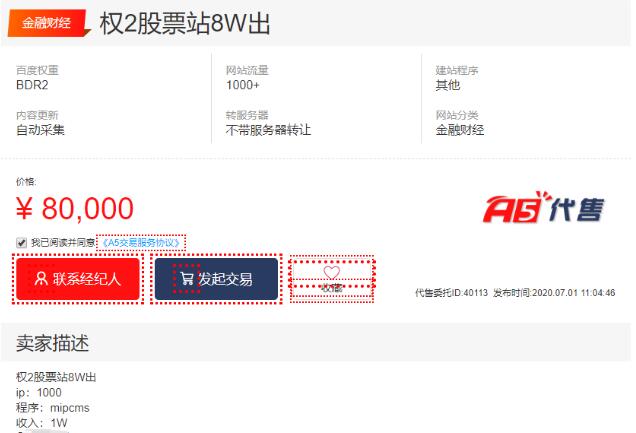 金融财经 权2股票站8W出
百度权重 网站流量 建站程序
BDR2 1000+ 其他
内容更新 转服务器 网站分类
自动采集 不带服务器转让 金融财经
价格:
¥ 80,000
A5代售
我已阅读并同意《A5交易服务协议》
联系经纪人 发起交易 收藏
代售委托ID:40113 发布时间:2020.07.01 11:04:46
卖家描述
权2股票站8W出
ip：1000
程序：mipcms
收入：1W